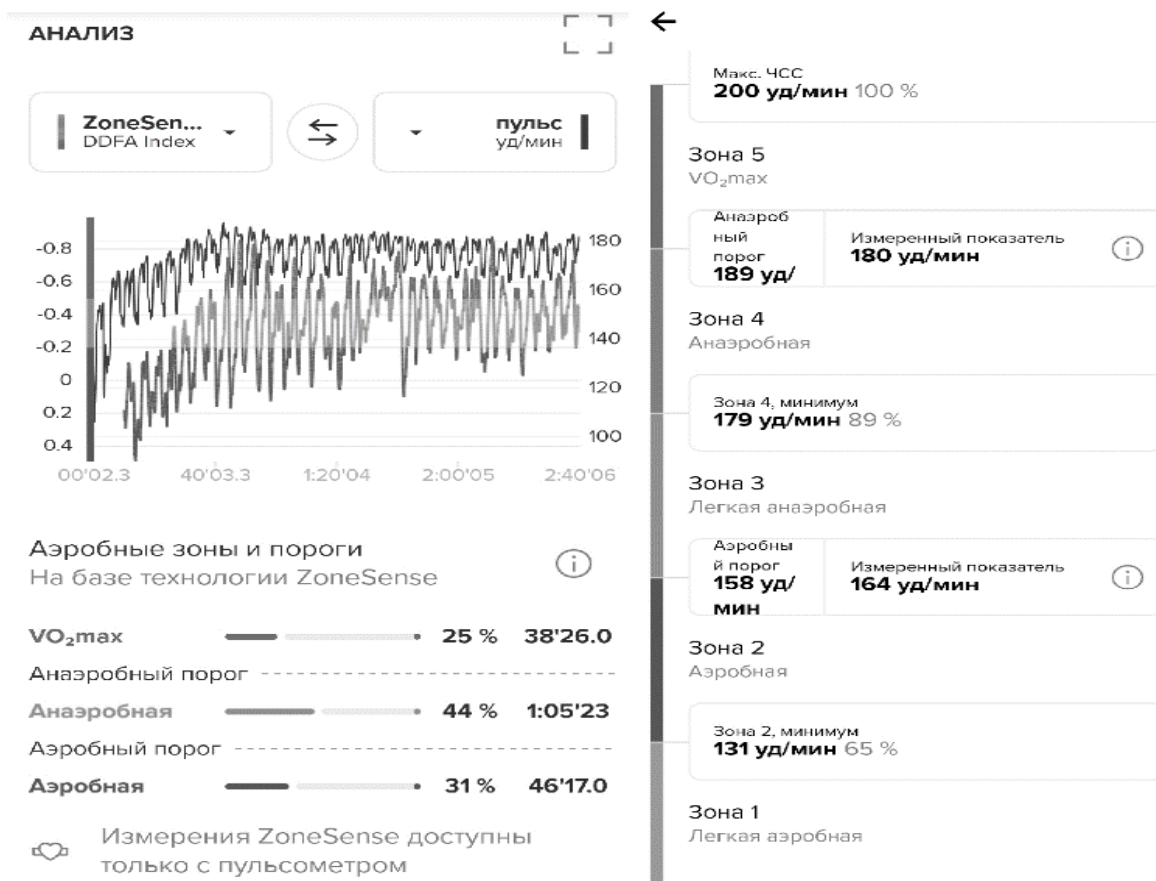 АНАЛИЗ
ZoneSen...
DDFA Index
пульс
уд/мин
-0.8
-0.6
-0.4
-0.2
0
0.2
0.4
180
160
140
120
100
00'02.3 40'03.3 1:20'04 2:00'05 2:40'06
Аэробные зоны и пороги
На базе технологии ZoneSense
VO₂max 25 % 38'26.0
Анаэробный порог
Анаэробная 44 % 1:05'23
Аэробный порог
Аэробная 31 % 46'17.0
Измерения ZoneSense доступны
только с пульсометром
Макс. ЧСС
200 уд/мин 100 %
Зона 5
VO₂max
Анаэроб
ный
порог
189 уд/
Измеренный показатель
180 уд/мин
Зона 4
Анаэробная
Зона 4, минимум
179 уд/мин 89 %
Зона 3
Легкая анаэробная
Аэробны
й порог
158 уд/
мин
Измеренный показатель
164 уд/мин
Зона 2
Аэробная
Зона 2, минимум
131 уд/мин 65 %
Зона 1
Легкая аэробная